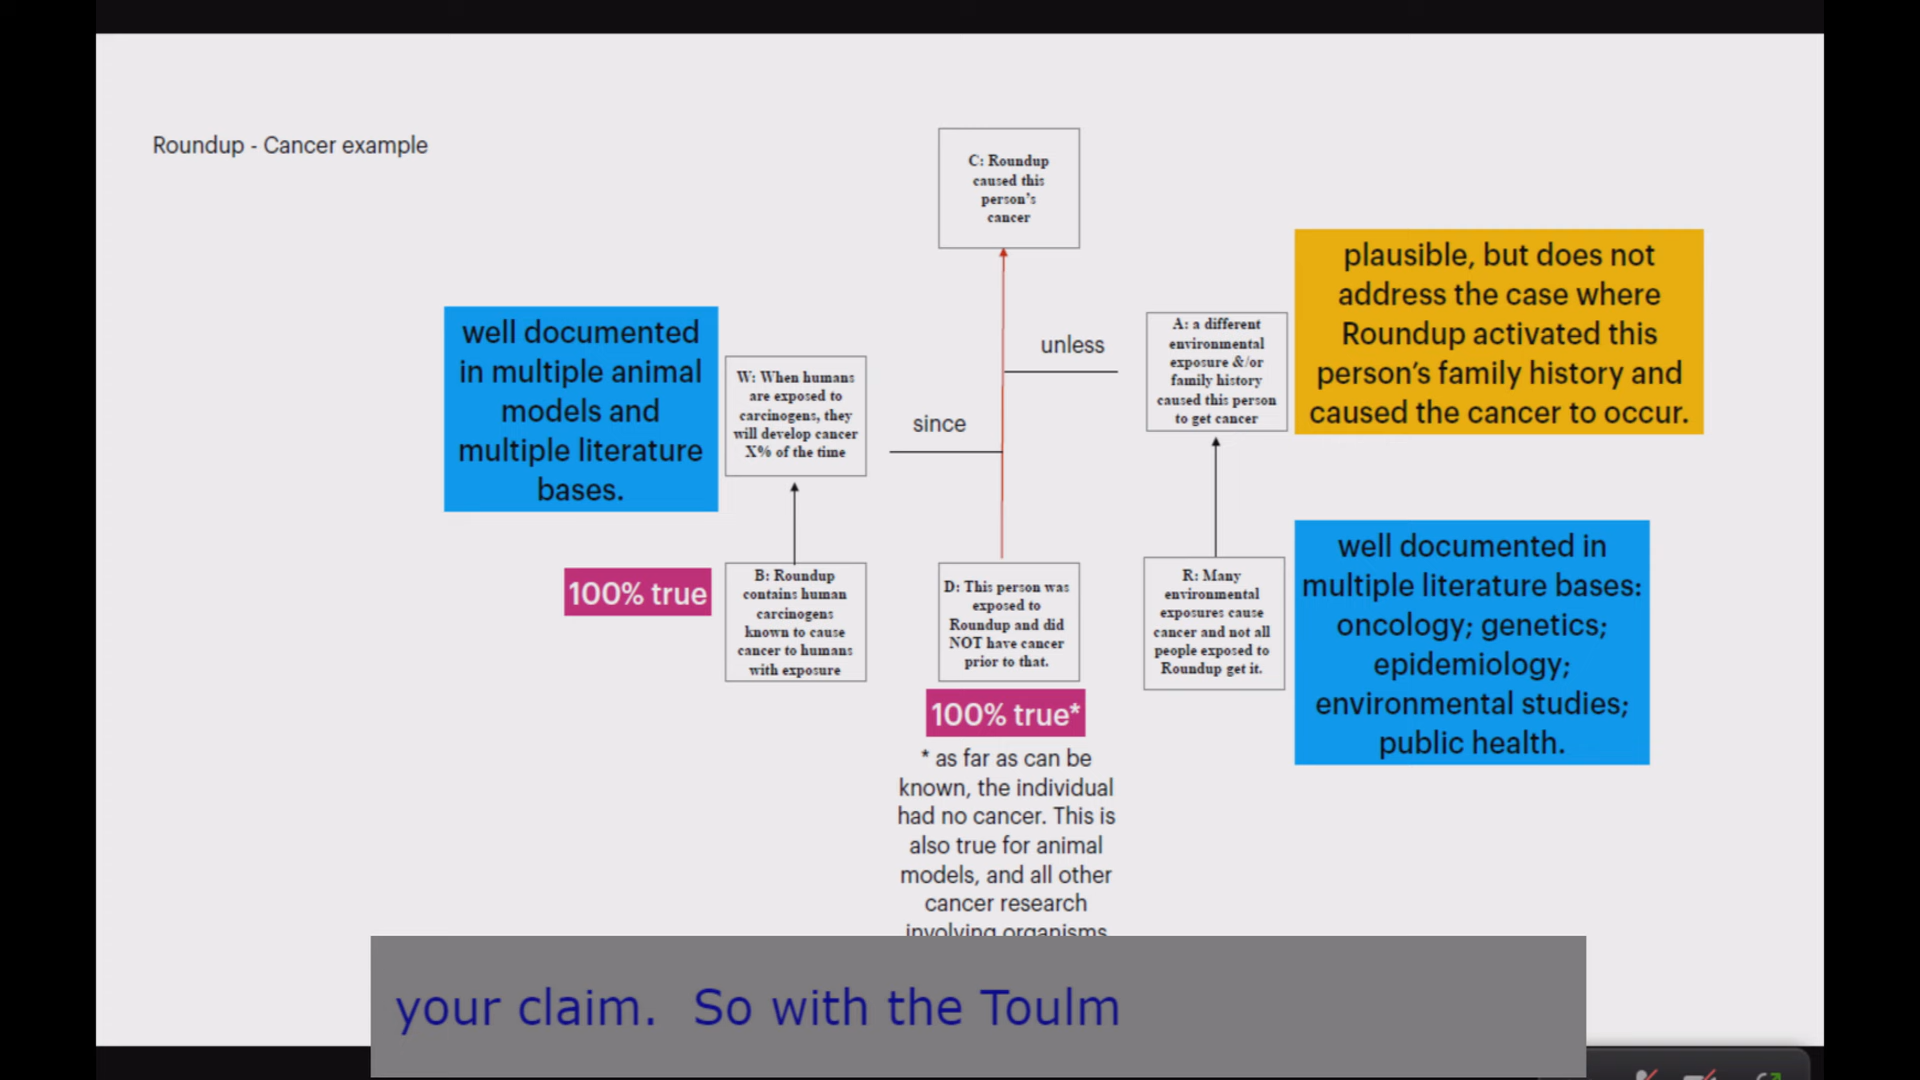 Roundup - Cancer example
C: Roundup
caused this
person's
cancer
plausible, but does not
address the case where
Roundup activated this
person's family history and
caused the cancer to occur.
well documented
in multiple animal
models and
multiple literature
bases.
unless
A: a different
environmental
exposure &/or
family history
caused this person
to get cancer
W: When humans
are exposed to
carcinogens, they
will develop cancer
X% of the time
since
well documented in
multiple literature bases:
oncology; genetics;
epidemiology;
environmental studies;
public health.
100% true
B: Roundup
contains human
carcinogens
known to cause
cancer to humans
with exposure
D: This person was
exposed to
Roundup and did
NOT have cancer
prior to that.
R: Many
environmental
exposures cause
cancer and not all
people exposed to
Roundup get it.
100% true*
* as far as can be
known, the individual
had no cancer. This is
also true for animal
models, and all other
cancer research
involving organisms
your claim.  So with the Toulm